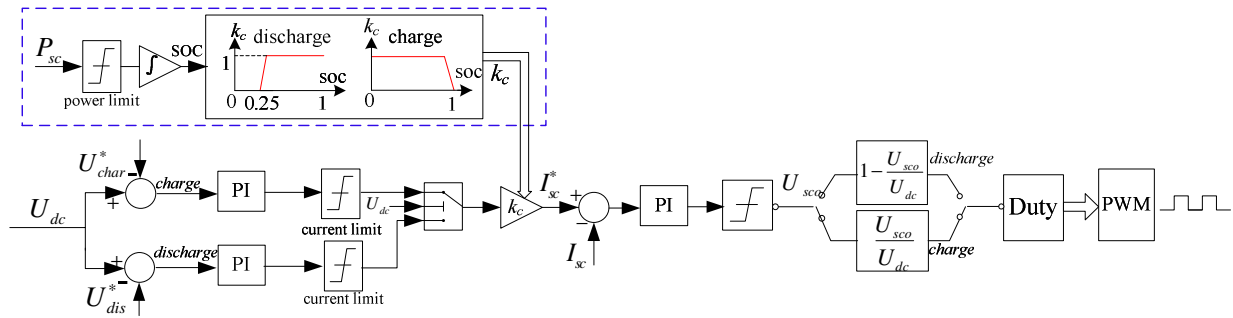 P_sc
power limit
∫
SOC
k_c discharge
1
0 0.25 1
soc
k_c charge
soc
0 1
k_c
U*_char
-
+
charge
PI
current limit
U_dc
U_dc
+
-
discharge
PI
current limit
U*_dis
k_c
I*_sc
+
-
I_sc
PI
U_sco
1 - U_sco / U_dc
discharge
U_sco / U_dc
charge
Duty
PWM